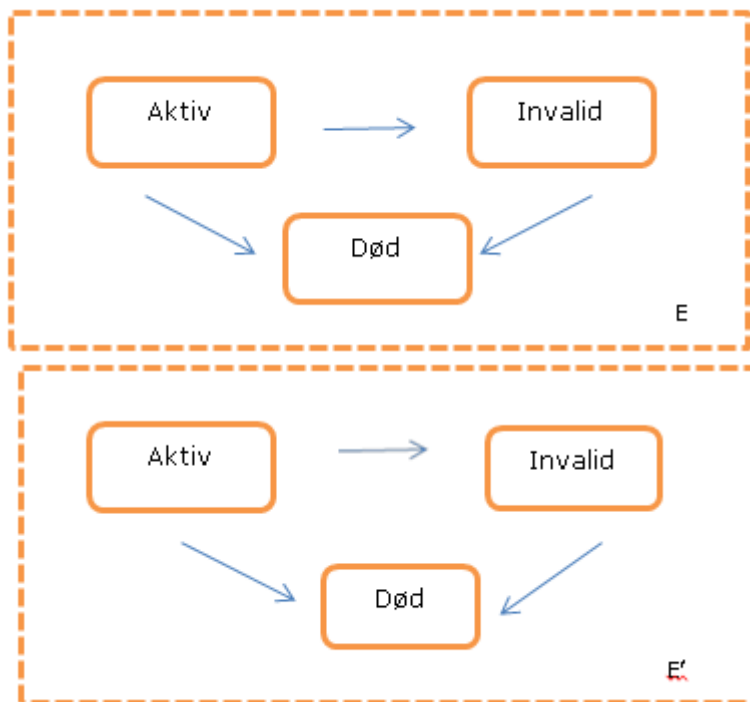 Aktiv
Invalid
Død
E
Aktiv
Invalid
Død
E'